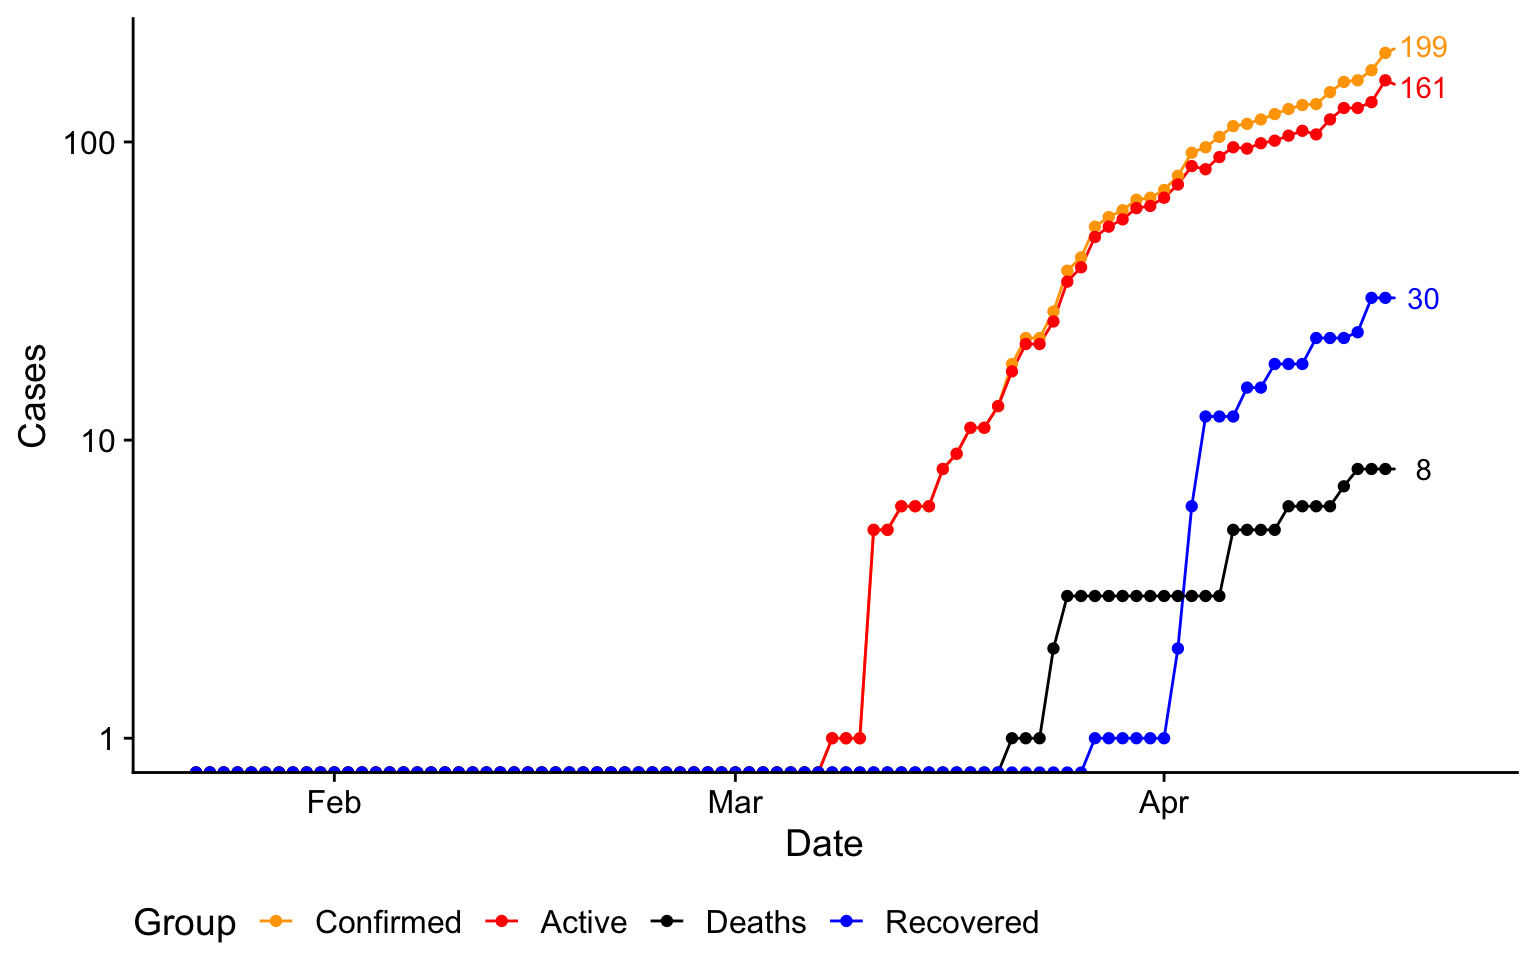 199
161
100
30
Cases
10
8
1
Feb Mar Apr
Date
Group Confirmed Active Deaths Recovered